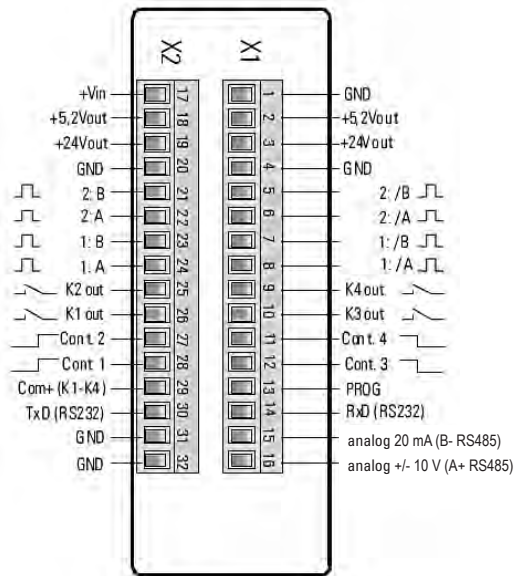 X2 X1
+Vin 17 1 GND
+5,2Vout 18 2 +5,2Vout
+24Vout 19 3 +24Vout
GND 20 4 GND
2: B 21 5 2: /B
2: A 22 6 2: /A
1: B 23 7 1: /B
1: A 24 8 1: /A
K2 out 25 9 K4 out
K1 out 26 10 K3 out
Cont. 2 27 11 Cont. 4
Cont 1 28 12 Cont. 3
Com+ (K1-K4) 29 13 PROG
TxD (RS232) 30 14 RxD (RS232)
GND 31 15 analog 20 mA (B- RS485)
GND 32 16 analog +/- 10 V (A+ RS485)